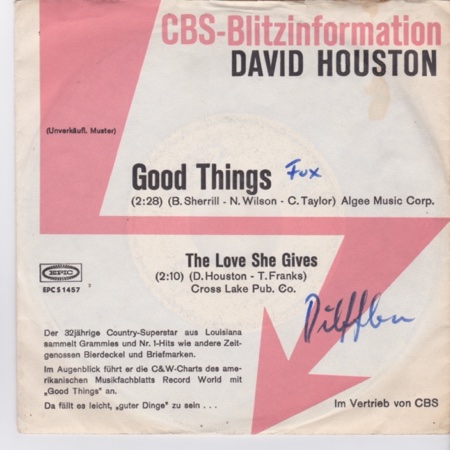 CBS-Blitzinformation
DAVID HOUSTON
(Unverkäufl. Muster)
Good Things Fox
(2:28) (B. Sherrill - N. Wilson - C. Taylor) Algee Music Corp.
The Love She Gives
(2:10) (D. Houston - T. Franks)
Cross Lake Pub. Co.
EPIC
EPC S 1457
Der 32jährige Country-Superstar aus Louisiana
sammelt Grammies und Nr. 1-Hits wie andere Zeit-
genossen Bierdeckel und Briefmarken.
Im Augenblick führt er die C&W-Charts des ame-
rikanischen Musikfachblatts Record World mit
„Good Things" an.
Da fällt es leicht, „guter Dinge" zu sein . . .
Im Vertrieb von CBS